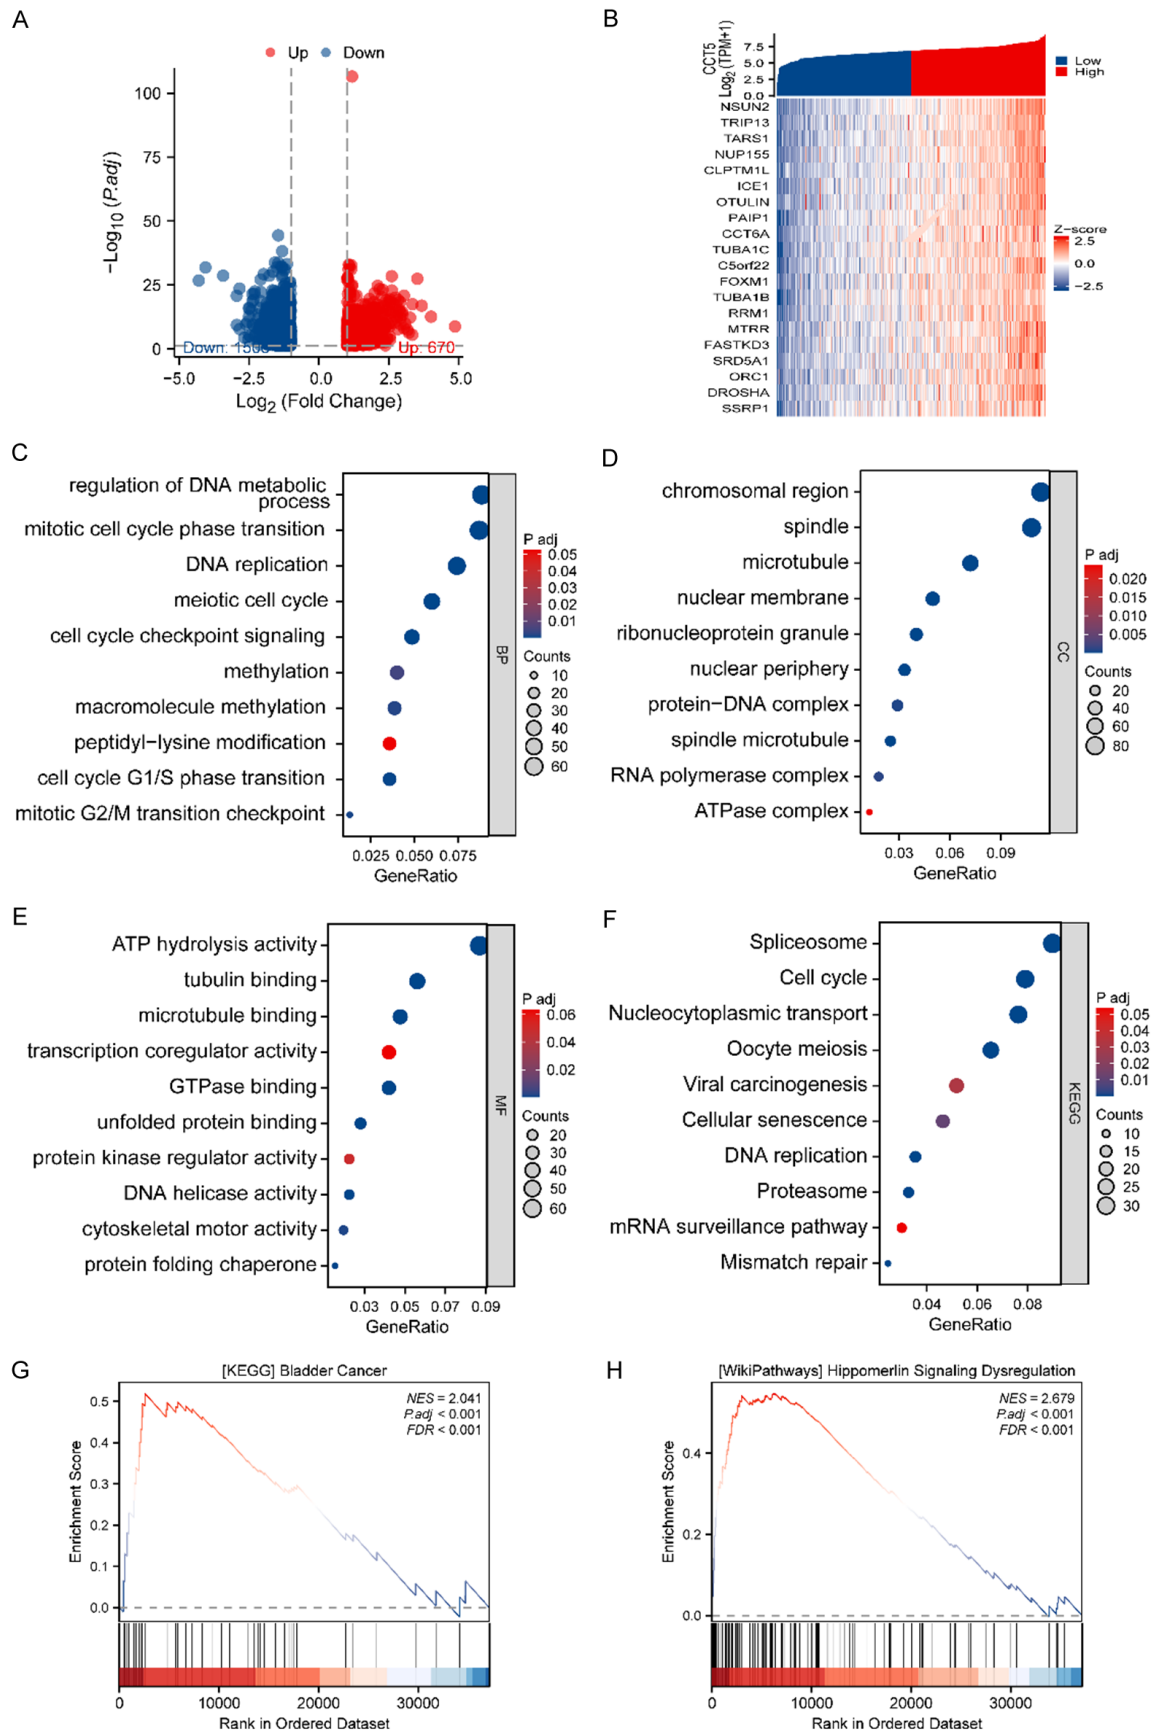 A
Up Down
100
75
50
25
0
−Log10 (P.adj)
Up: 670
−5.0 −2.5 0.0 2.5 5.0
Log2 (Fold Change)
B
CCT5
Log2 (TPM+1)
7.5
5.0
2.5
0.0
Low
High
NSUN2
TRIP13
TARS1
NUP155
CLPTM1L
ICE1
OTULIN
PAIP1
CCT6A
TUBA1C
C5orf22
FOXM1
TUBA1B
RRM1
MTRR
FASTKD3
SRD5A1
ORC1
DROSHA
SSRP1
Z−score
2.5
0.0
−2.5
C
regulation of DNA metabolic
process
mitotic cell cycle phase transition
DNA replication
meiotic cell cycle
cell cycle checkpoint signaling
methylation
macromolecule methylation
peptidyl−lysine modification
cell cycle G1/S phase transition
mitotic G2/M transition checkpoint
0.025 0.050 0.075
GeneRatio
BP
P adj
0.05
0.04
0.03
0.02
0.01
Counts
10
20
30
40
50
60
D
chromosomal region
spindle
microtubule
nuclear membrane
ribonucleoprotein granule
nuclear periphery
protein−DNA complex
spindle microtubule
RNA polymerase complex
ATPase complex
0.03 0.06 0.09
GeneRatio
CC
P adj
0.020
0.015
0.010
0.005
Counts
20
40
60
80
E
ATP hydrolysis activity
tubulin binding
microtubule binding
transcription coregulator activity
GTPase binding
unfolded protein binding
protein kinase regulator activity
DNA helicase activity
cytoskeletal motor activity
protein folding chaperone
0.03 0.05 0.07 0.09
GeneRatio
MF
P adj
0.06
0.04
0.02
Counts
20
30
40
50
60
F
Spliceosome
Cell cycle
Nucleocytoplasmic transport
Oocyte meiosis
Viral carcinogenesis
Cellular senescence
DNA replication
Proteasome
mRNA surveillance pathway
Mismatch repair
0.04 0.06 0.08
GeneRatio
KEGG
P adj
0.05
0.04
0.03
0.02
0.01
Counts
10
15
20
25
30
G
[KEGG] Bladder Cancer
NES = 2.041
P.adj < 0.001
FDR < 0.001
0.5
0.4
0.3
0.2
0.1
0.0
Enrichment Score
0 10000 20000 30000
Rank in Ordered Dataset
H
[WikiPathways] Hippomerlin Signaling Dysregulation
NES = 2.679
P.adj < 0.001
FDR < 0.001
0.4
0.2
0.0
Enrichment Score
0 10000 20000 30000
Rank in Ordered Dataset